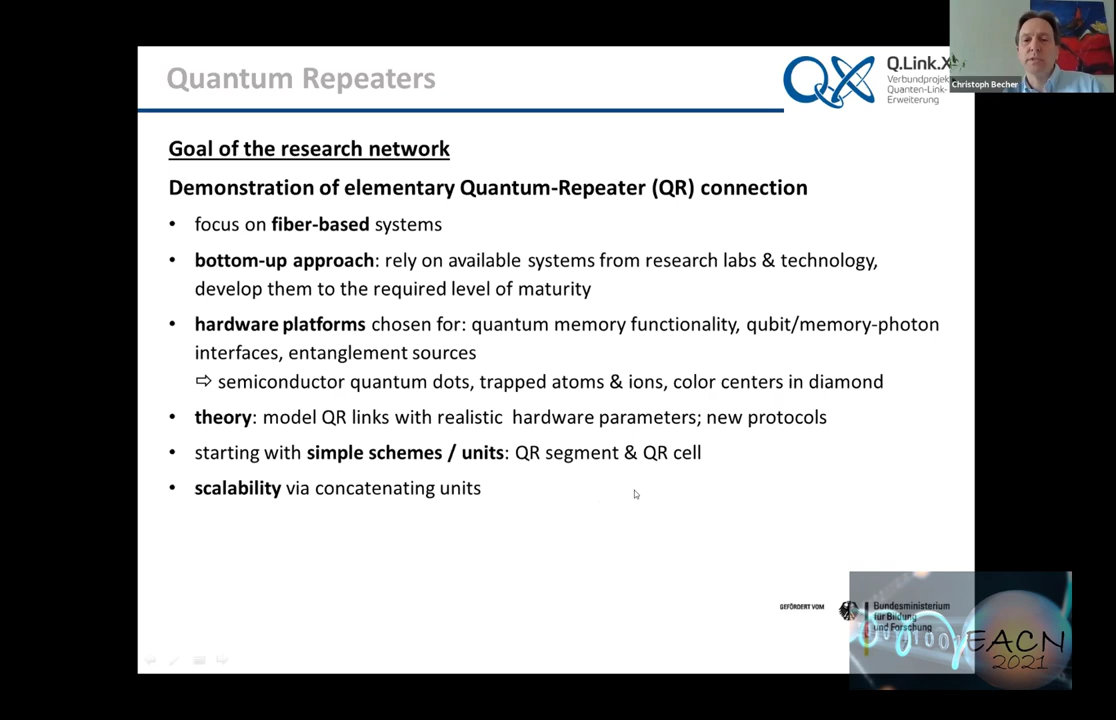 Quantum Repeaters
Q.Link.X
Verbundprojekt
Quanten-Link-
Erweiterung
Christoph Becher
Goal of the research network
Demonstration of elementary Quantum-Repeater (QR) connection
• focus on fiber-based systems
• bottom-up approach: rely on available systems from research labs & technology,
develop them to the required level of maturity
• hardware platforms chosen for: quantum memory functionality, qubit/memory-photon
interfaces, entanglement sources
⇨ semiconductor quantum dots, trapped atoms & ions, color centers in diamond
• theory: model QR links with realistic hardware parameters; new protocols
• starting with simple schemes / units: QR segment & QR cell
• scalability via concatenating units
GEFÖRDERT VOM
Bundesministerium
für Bildung
und Forschung
EACN
2021